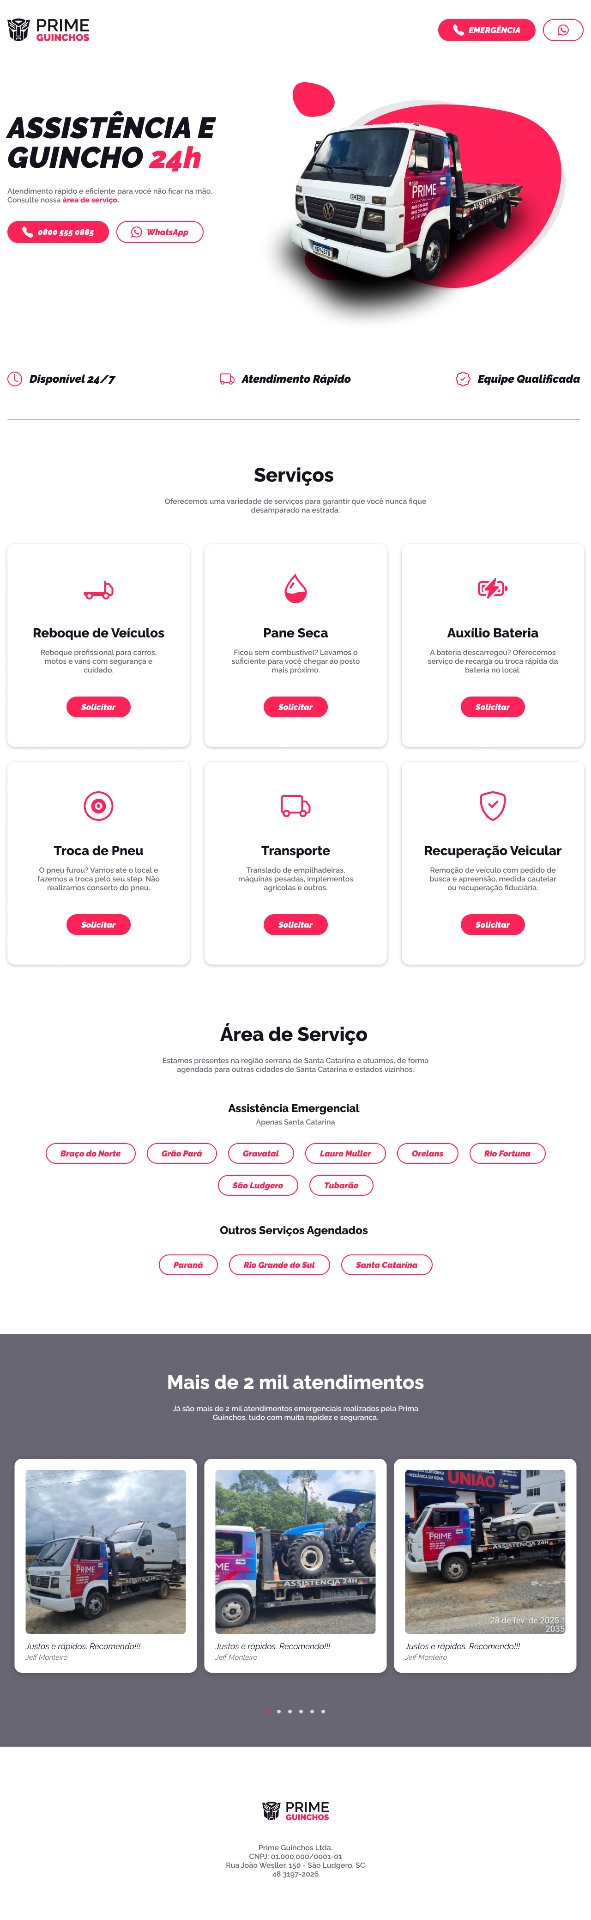 PRIME
GUINCHOS
EMERGÊNCIA
ASSISTÊNCIA E
GUINCHO 24h
Atendimento rápido e eficiente para você não ficar na mão.
Consulte nossa área de serviço.
0800 555 0885
WhatsApp
PRIME
Disponível 24/7
Atendimento Rápido
Equipe Qualificada
Serviços
Oferecemos uma variedade de serviços para garantir que você nunca fique
desamparado na estrada.
Reboque de Veículos
Reboque profissional para carros,
motos e vans com segurança e
cuidado.
Solicitar
Pane Seca
Ficou sem combustível? Levamos o
suficiente para você chegar ao posto
mais próximo.
Solicitar
Auxílio Bateria
A bateria descarregou? Oferecemos
serviço de recarga ou troca rápida da
bateria no local.
Solicitar
Troca de Pneu
O pneu furou? Vamos até o local e
fazemos a troca pelo seu step. Não
realizamos conserto do pneu.
Solicitar
Transporte
Translado de empilhadeiras,
máquinas pesadas, implementos
agrícolas e outros.
Solicitar
Recuperação Veicular
Remoção de veículo com pedido de
busca e apreensão, medida cautelar
ou recuperação fiduciária.
Solicitar
Área de Serviço
Estamos presentes na região serrana de Santa Catarina e atuamos, de forma
agendada para outras cidades de Santa Catarina e estados vizinhos.
Assistência Emergencial
Apenas Santa Catarina
Braço do Norte
Grão Pará
Gravatal
Lauro Muller
Orelans
Rio Fortuna
São Ludgero
Tubarão
Outros Serviços Agendados
Paraná
Rio Grande do Sul
Santa Catarina
Mais de 2 mil atendimentos
Já são mais de 2 mil atendimentos emergenciais realizados pela Prima
Guinchos, tudo com muita rapidez e segurança.
PRIME
ASSISTENCIA 24H
Justos e rápidos. Recomendo!!!
Jeff Monteiro
ASSISTENCIA 24H
Justos e rápidos. Recomendo!!!
Jeff Monteiro
UNIÃO
PRIME
ASSISTENCIA 24H
28 de fev. de 2025 1
2035
Justos e rápidos. Recomendo!!!
Jeff Monteiro
PRIME
GUINCHOS
Prime Guinchos Ltda.
CNPJ: 01.000.000/0001-01
Rua João Wesller, 150 - São Ludgero, SC
48 3197-2026